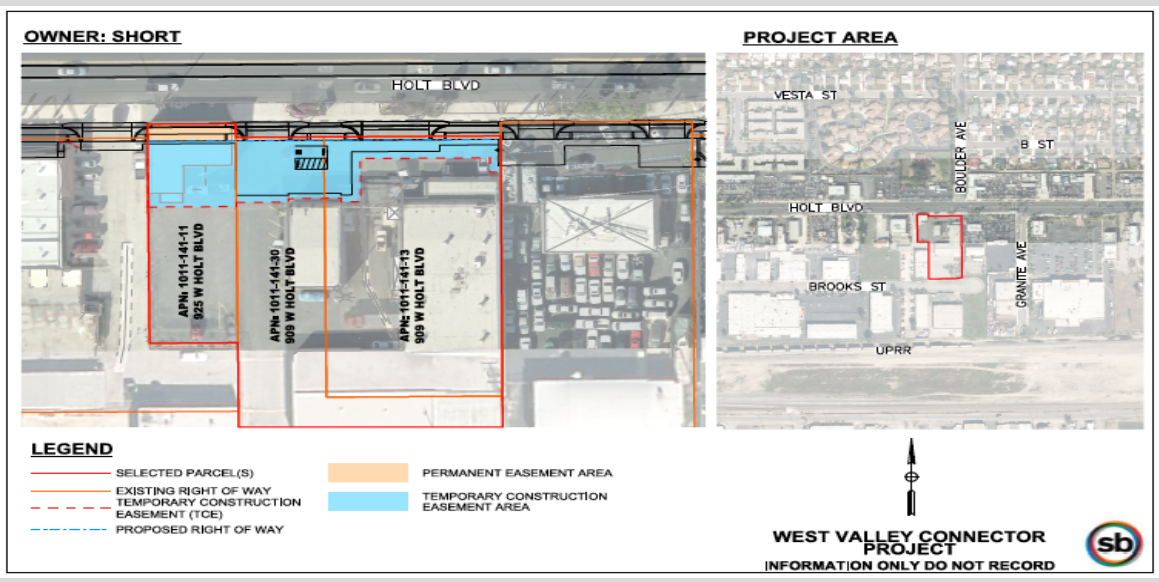 OWNER: SHORT
HOLT BLVD
APN: 1011-141-11
925 W HOLT BLVD
APN: 1011-141-30
909 W HOLT BLVD
APN: 1011-141-13
909 W HOLT BLVD
PROJECT AREA
VESTA ST
BOULDER AVE
B ST
HOLT BLVD
GRANITE AVE
BROOKS ST
UPRR
LEGEND
SELECTED PARCEL(S)
EXISTING RIGHT OF WAY
TEMPORARY CONSTRUCTION
EASEMENT (TCE)
PROPOSED RIGHT OF WAY
PERMANENT EASEMENT AREA
TEMPORARY CONSTRUCTION
EASEMENT AREA
WEST VALLEY CONNECTOR
PROJECT
INFORMATION ONLY DO NOT RECORD
sb